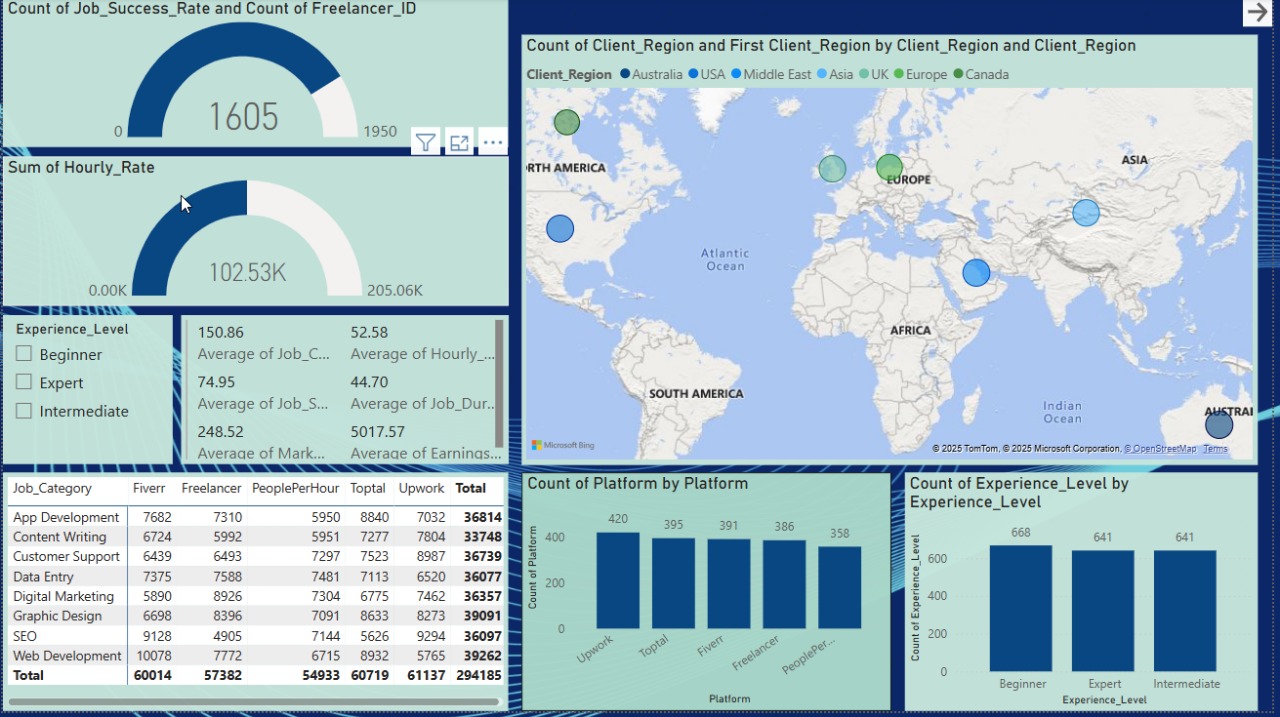 Count of Job_Success_Rate and Count of Freelancer_ID
1605
0
1950
Sum of Hourly_Rate
102.53K
0.00K
205.06K
Experience_Level
Beginner
Expert
Intermediate
150.86 52.58
Average of Job_C... Average of Hourly_...
74.95 44.70
Average of Job_S... Average of Job_Dur...
248.52 5017.57
Average of Mark... Average of Earnings...
Count of Client_Region and First Client_Region by Client_Region and Client_Region
Client_Region Australia USA Middle East Asia UK Europe Canada
RTH AMERICA
EUROPE
ASIA
Atlantic
Ocean
AFRICA
SOUTH AMERICA
Indian
Ocean
AUSTRAI
Microsoft Bing
© 2025 TomTom, © 2025 Microsoft Corporation, © OpenStreetMap Terms
Job_Category Fiverr Freelancer PeoplePerHour Toptal Upwork Total
App Development 7682 7310 5950 8840 7032 36814
Content Writing 6724 5992 5951 7277 7804 33748
Customer Support 6439 6493 7297 7523 8987 36739
Data Entry 7375 7588 7481 7113 6520 36077
Digital Marketing 5890 8926 7304 6775 7462 36357
Graphic Design 6698 8396 7091 8633 8273 39091
SEO 9128 4905 7144 5626 9294 36097
Web Development 10078 7772 6715 8932 5765 39262
Total 60014 57382 54933 60719 61137 294185
Count of Platform by Platform
Count of Platform
400
200
0
420 395 391 386 358
Upwork Toptal Fiverr Freelancer PeoplePer...
Platform
Count of Experience_Level by
Experience_Level
Count of Experience_Level
600
400
200
0
668 641 641
Beginner Expert Intermediate
Experience_Level